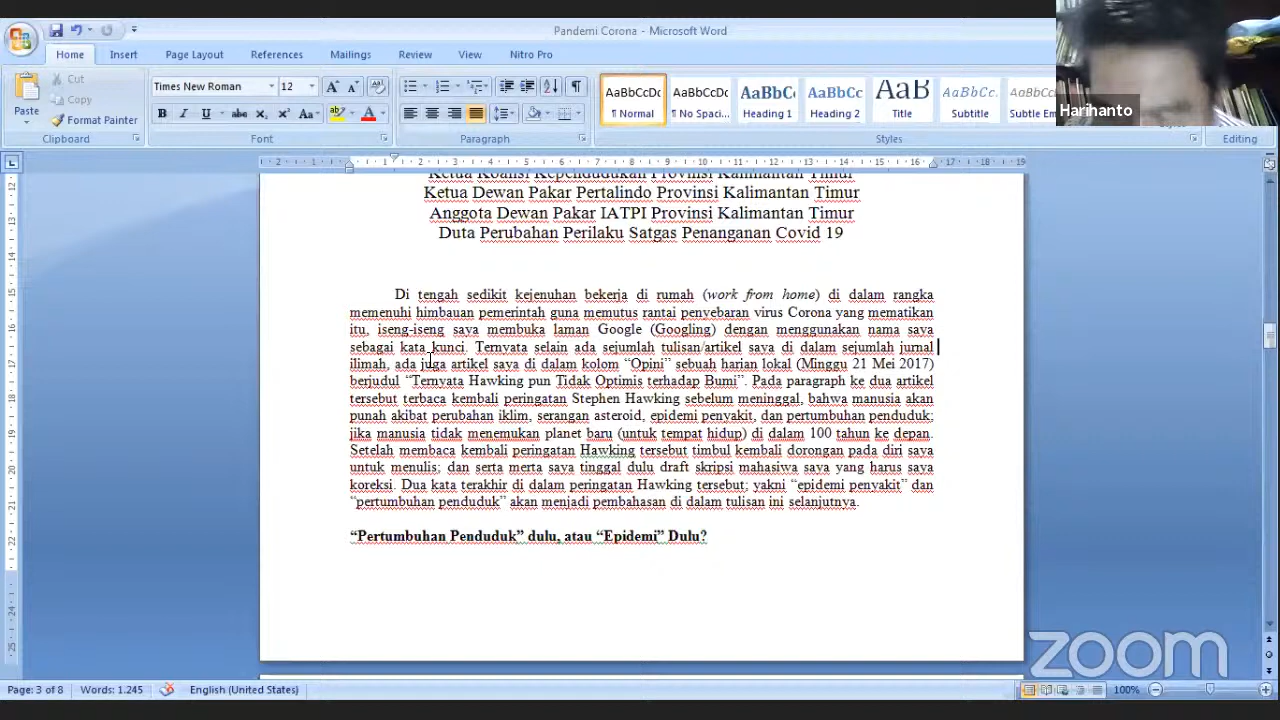 Pandemi Corona - Microsoft Word
Home Insert Page Layout References Mailings Review View Nitro Pro
Paste
Cut
Copy
Format Painter
Clipboard
Times New Roman 12
Font
Paragraph
AaBbCcDc AaBbCcDc AaBbC AaBbCc AaB AaBbCc. AaBbCc.
¶ Normal ¶ No Spaci... Heading 1 Heading 2 Title Subtitle Subtle Em
Styles
Editing
Harihanto
Ketua Koalisi Kependudukan Provinsi Kalimantan Timur
Ketua Dewan Pakar Pertalindo Provinsi Kalimantan Timur
Anggota Dewan Pakar IATPI Provinsi Kalimantan Timur
Duta Perubahan Perilaku Satgas Penanganan Covid 19
Di tengah sedikit kejenuhan bekerja di rumah (work from home) di dalam rangka
memenuhi himbauan pemerintah guna memutus rantai penyebaran virus Corona yang mematikan
itu, iseng-iseng saya membuka laman Google (Googling) dengan menggunakan nama saya
sebagai kata kunci. Ternyata selain ada sejumlah tulisan/artikel saya di dalam sejumlah jurnal
ilimah, ada juga artikel saya di dalam kolom “Opini” sebuah harian lokal (Minggu 21 Mei 2017)
berjudul “Ternyata Hawking pun Tidak Optimis terhadap Bumi”. Pada paragraph ke dua artikel
tersebut terbaca kembali peringatan Stephen Hawking sebelum meninggal, bahwa manusia akan
punah akibat perubahan iklim, serangan asteroid, epidemi penyakit, dan pertumbuhan penduduk;
jika manusia tidak menemukan planet baru (untuk tempat hidup) di dalam 100 tahun ke depan.
Setelah membaca kembali peringatan Hawking tersebut timbul kembali dorongan pada diri saya
untuk menulis; dan serta merta saya tinggal dulu draft skripsi mahasiwa saya yang harus saya
koreksi. Dua kata terakhir di dalam peringatan Hawking tersebut; yakni “epidemi penyakit” dan
“pertumbuhan penduduk” akan menjadi pembahasan di dalam tulisan ini selanjutnya.
“Pertumbuhan Penduduk” dulu, atau “Epidemi” Dulu?
zoom
Page: 3 of 8 Words: 1.245 English (United States) 100%